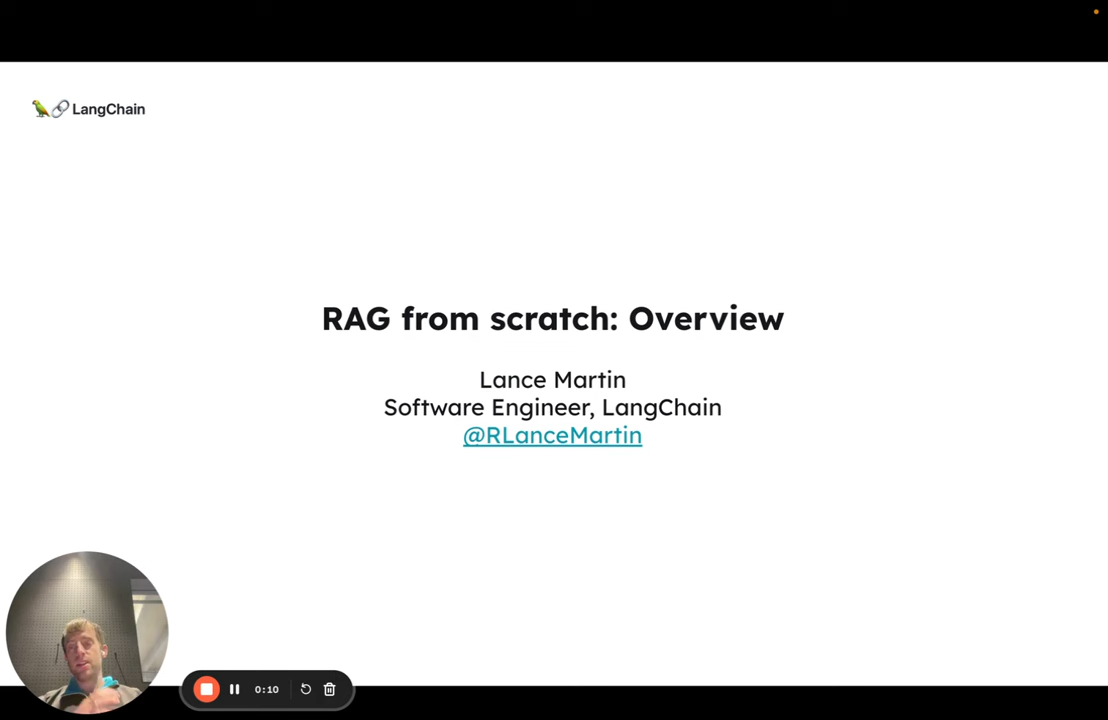 LangChain
RAG from scratch: Overview
Lance Martin
Software Engineer, LangChain
@RLanceMartin
0:10